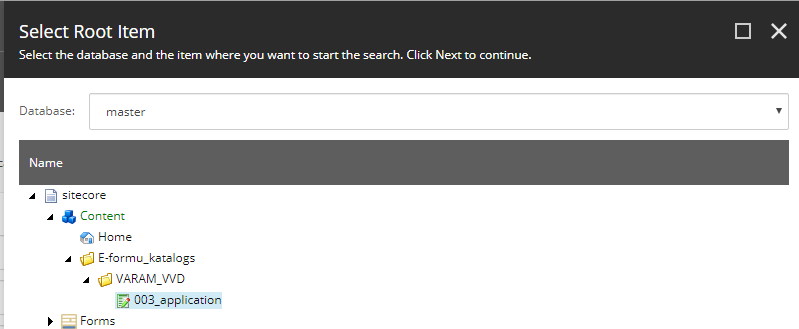 Select Root Item
Select the database and the item where you want to start the search. Click Next to continue.
Database: master
Name
sitecore
Content
Home
E-formu_katalogs
VARAM_VVD
003_application
Forms